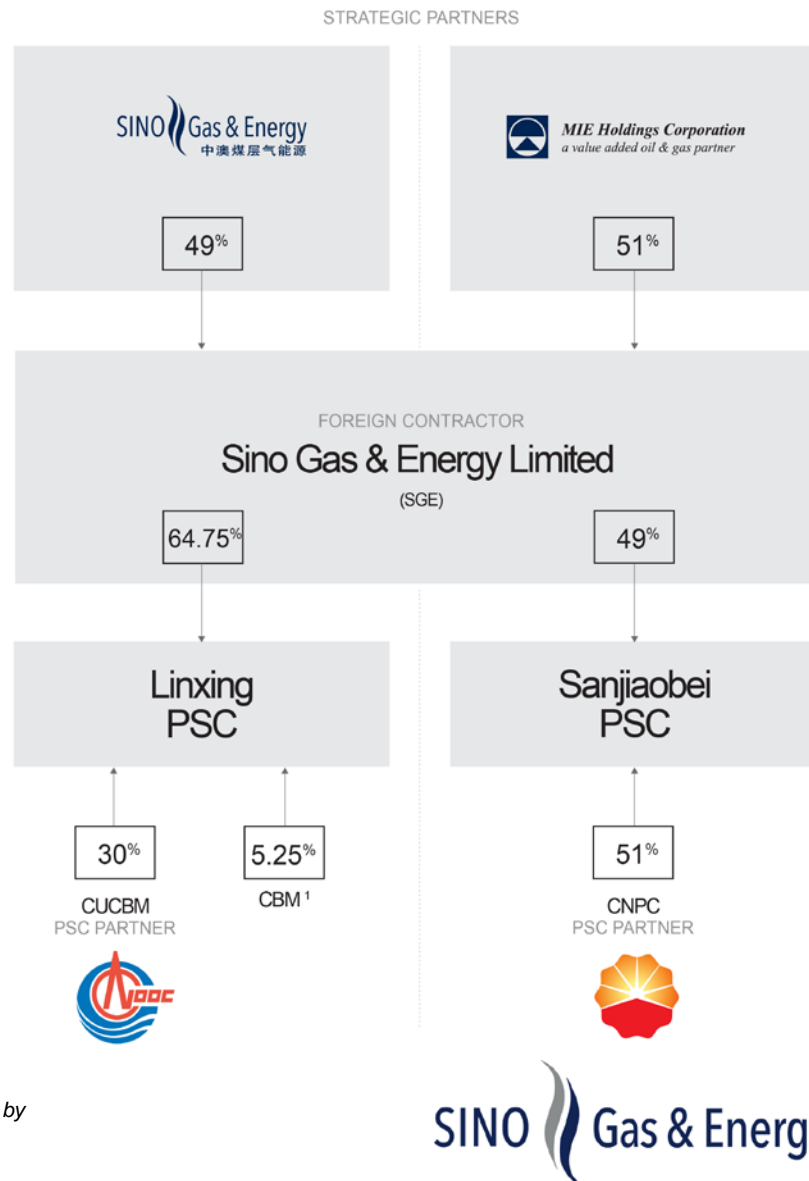 STRATEGIC PARTNERS
SINO Gas & Energy
中澳煤层气能源
MIE Holdings Corporation
a value added oil & gas partner
49%
51%
FOREIGN CONTRACTOR
Sino Gas & Energy Limited
(SGE)
64.75%
49%
Linxing
PSC
Sanjiaobei
PSC
30%
5.25%
51%
CUCBM
PSC PARTNER
CBM ¹
CNPC
PSC PARTNER
CNOOC
by
SINO Gas & Energ